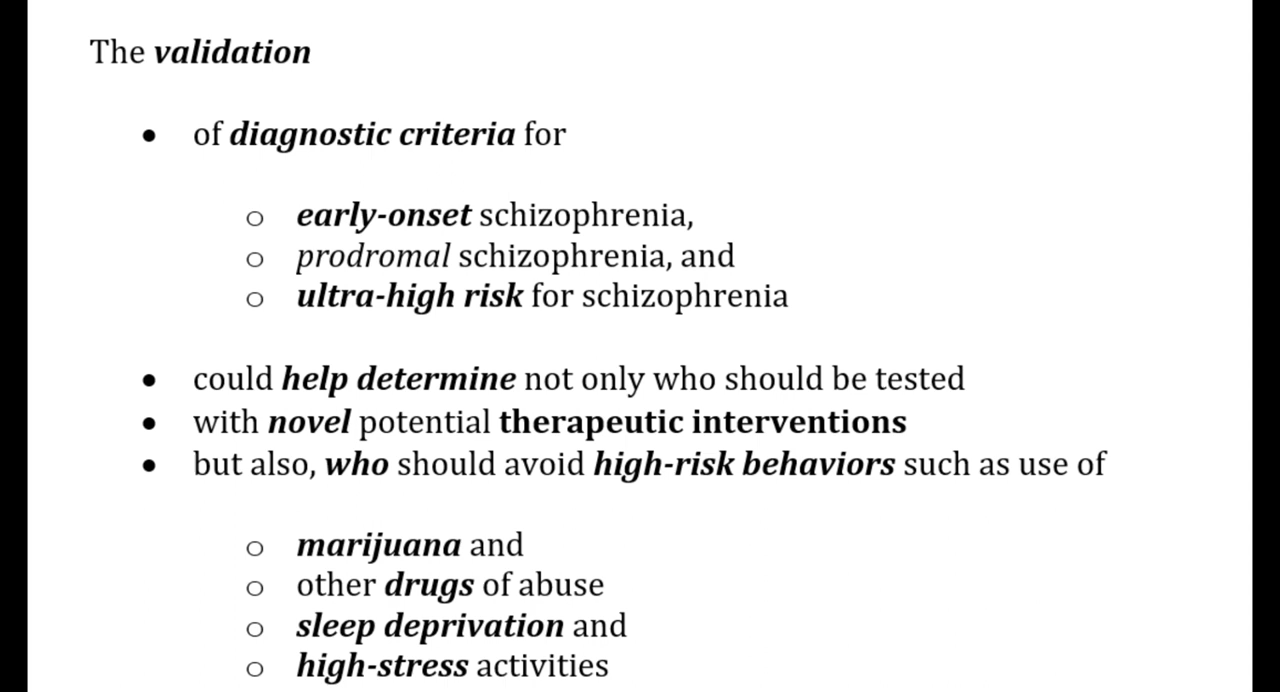 The validation
• of diagnostic criteria for
o early-onset schizophrenia,
o prodromal schizophrenia, and
o ultra-high risk for schizophrenia
• could help determine not only who should be tested
• with novel potential therapeutic interventions
• but also, who should avoid high-risk behaviors such as use of
o marijuana and
o other drugs of abuse
o sleep deprivation and
o high-stress activities